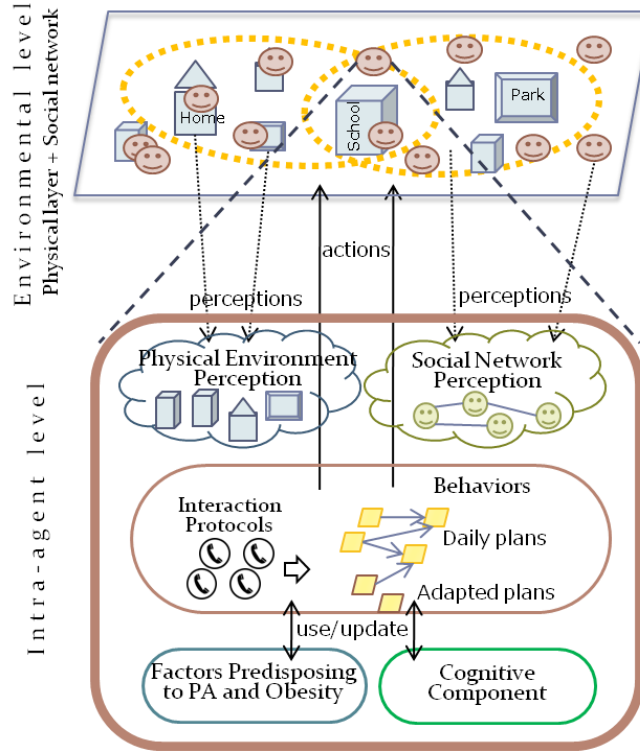 Environmental level
Physical layer + Social network
Home
School
Park
actions
perceptions
perceptions
Intra-agent level
Physical Environment
Perception
Social Network
Perception
Behaviors
Interaction
Protocols
Daily plans
Adapted plans
use/update
Factors Predisposing
to PA and Obesity
Cognitive
Component